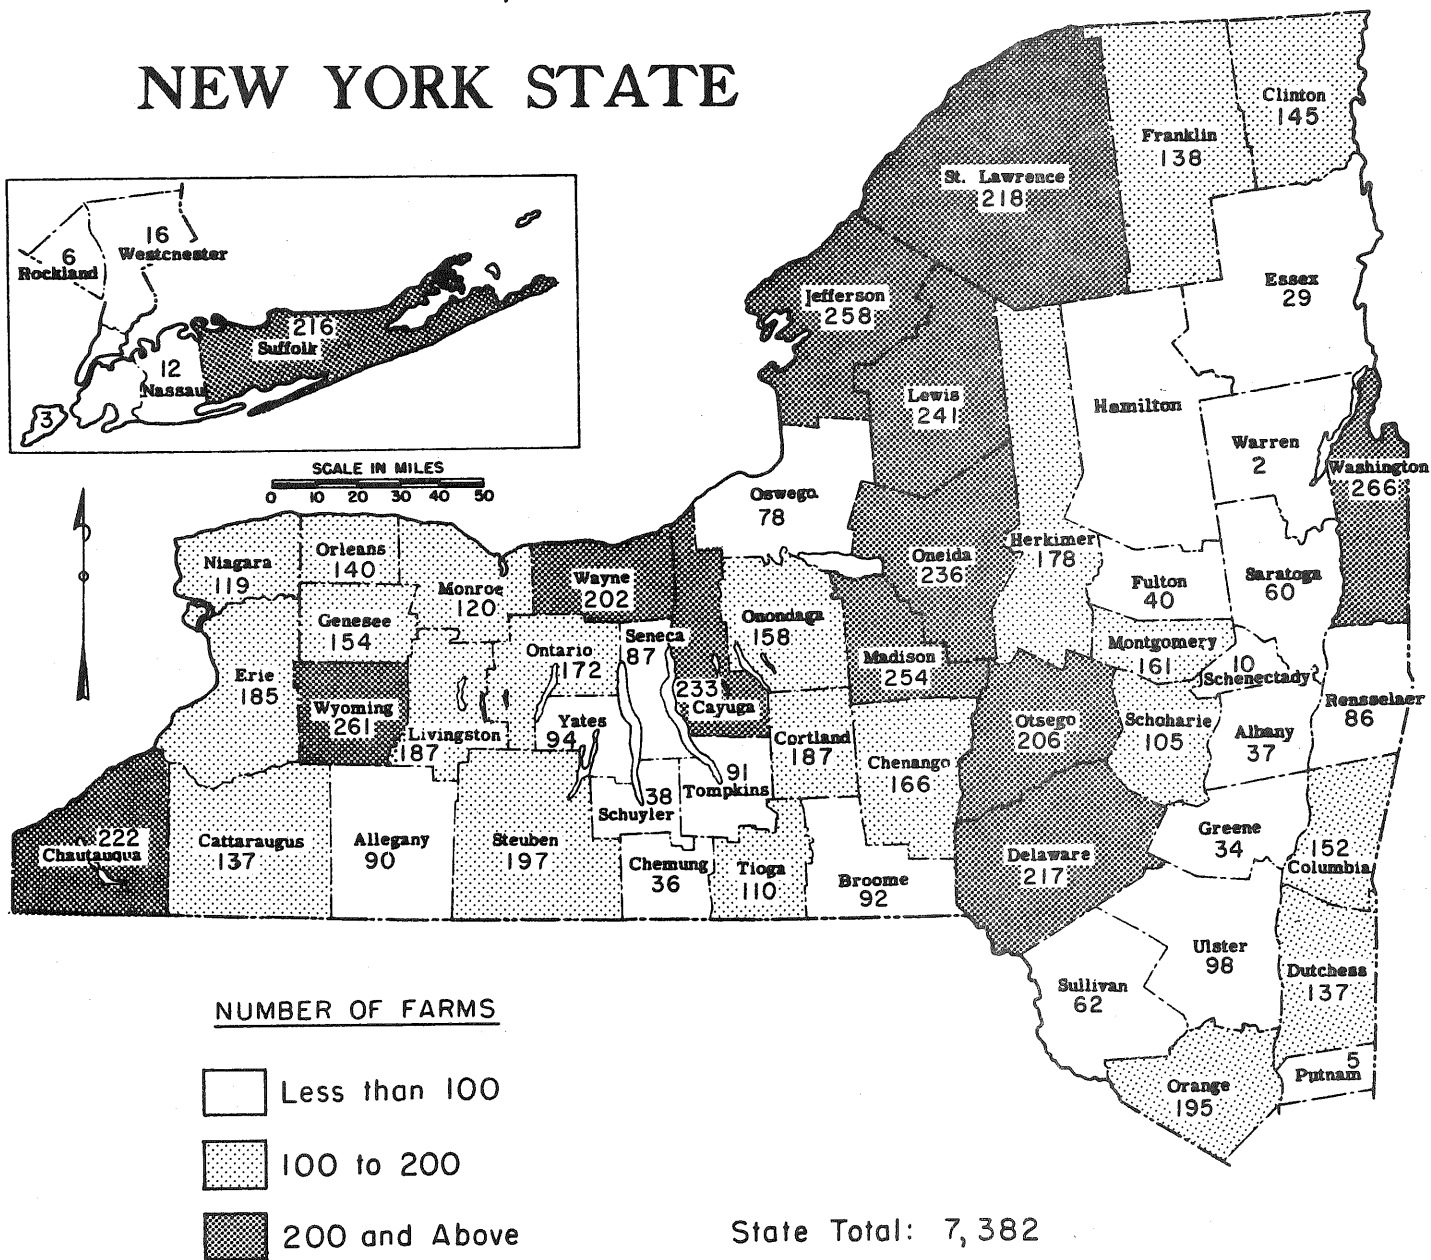 NEW YORK STATE
Clinton
145
Franklin
138
St. Lawrence
218
16
Westchester
6
Rockland
216
Suffolk
12
Nassau
3
Essex
29
Jefferson
258
Lewis
241
Hamilton
Warren
2
Washington
266
SCALE IN MILES
0 10 20 30 40 50
Oswego
78
Herkimer
178
Oneida
236
Niagara
119
Orleans
140
Monroe
120
Wayne
202
Fulton
40
Saratoga
60
Genesee
154
Onondaga
158
Seneca
87
Ontario
172
Montgomery
161
Madison
254
10
Schenectady
Erie
185
Wyoming
261
233
Cayuga
Rensselaer
86
Livingston
187
Yates
94
Cortland
187
Otsego
206
Schoharie
105
Albany
37
Chenango
166
91
Tompkins
38
Schuyler
222
Chautauqua
Cattaraugus
137
Allegany
90
Steuben
197
Chemung
36
Tioga
110
Broome
92
Delaware
217
Greene
34
152
Columbia
Ulster
98
Dutchess
137
Sullivan
62
5
Putnam
Orange
195
NUMBER OF FARMS
Less than 100
100 to 200
200 and Above
State Total: 7,382